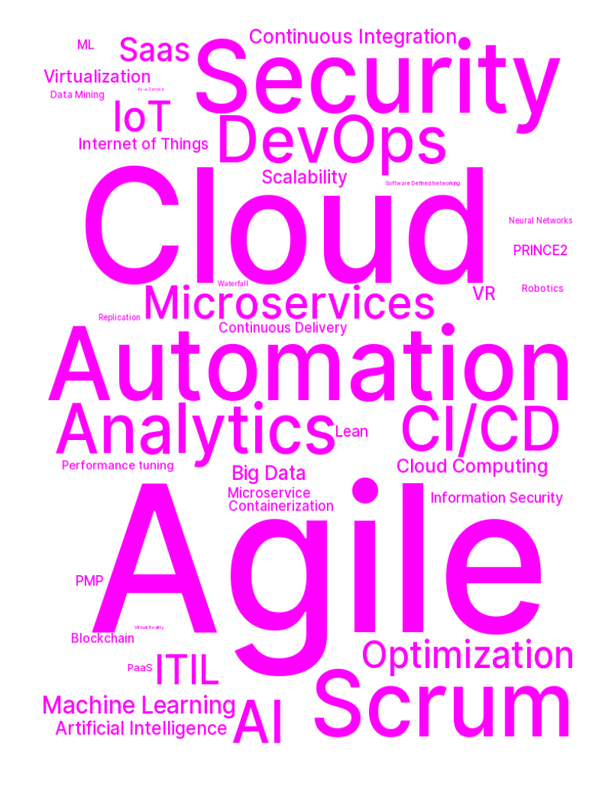 Continuous Integration
ML
Saas
Security
Virtualization
As-a-Service
Data Mining
IoT
DevOps
Internet of Things
Scalability
Software Defined Networking
Cloud
Neural Networks
PRINCE2
Waterfall
VR
Robotics
Microservices
Replication
Continuous Delivery
Automation
Analytics
Lean
CI/CD
Performance tuning
Big Data
Cloud Computing
Microservice
Information Security
Containerization
Agile
PMP
Virtual Reality
Blockchain
Optimization
PaaS
ITIL
Scrum
Machine Learning
AI
Artificial Intelligence